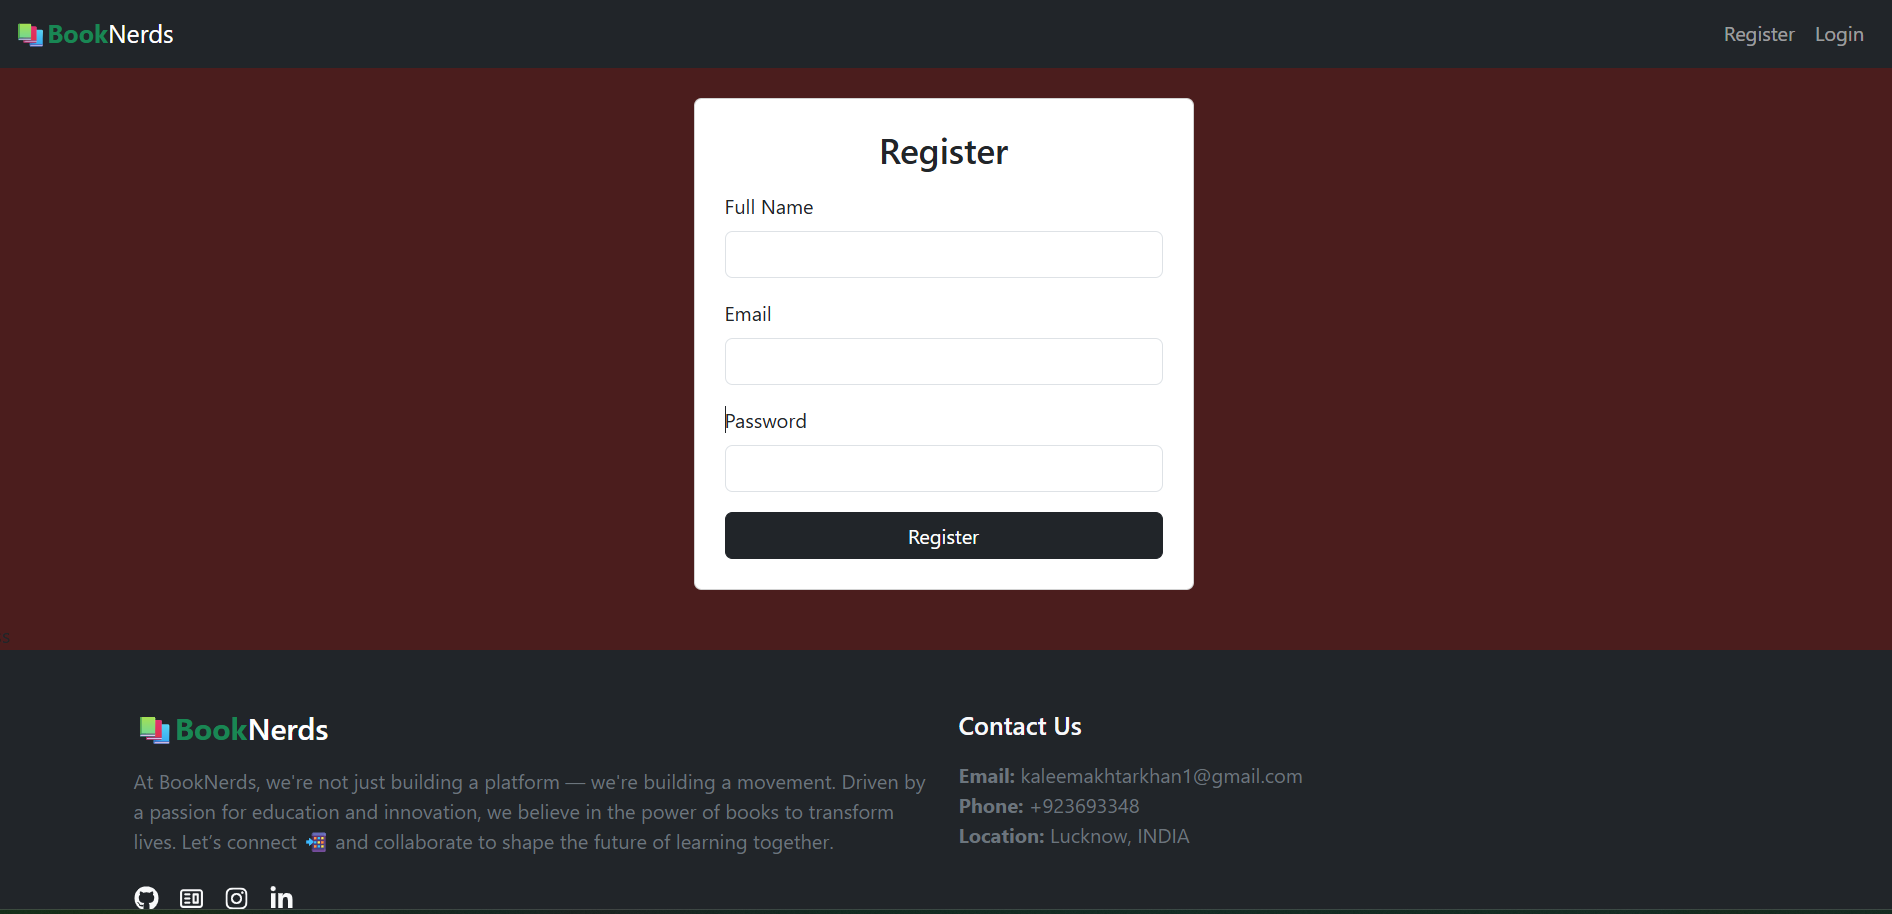 BookNerds
Register
Login
Register
Full Name
Email
Password
Register
s
BookNerds
At BookNerds, we're not just building a platform — we're building a movement. Driven by
a passion for education and innovation, we believe in the power of books to transform
lives. Let’s connect 📲 and collaborate to shape the future of learning together.
Contact Us
Email: kaleemakhtarkhan1@gmail.com
Phone: +923693348
Location: Lucknow, INDIA